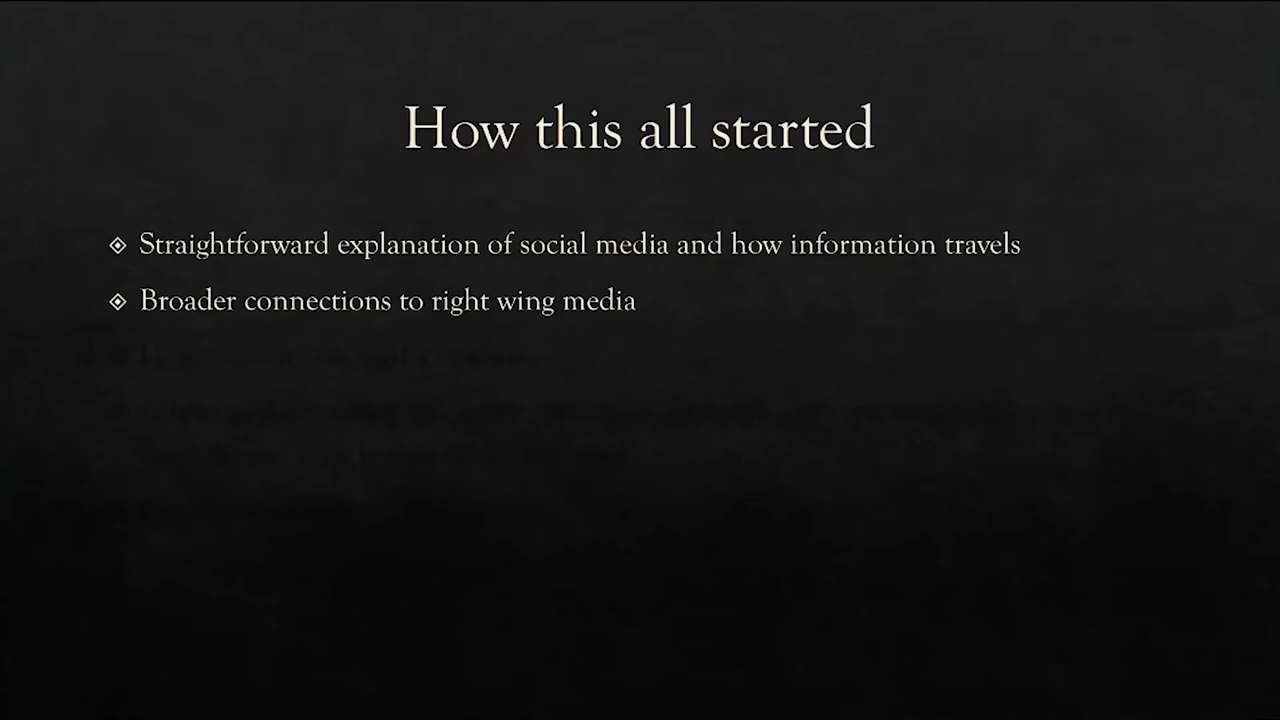 How this all started
Straightforward explanation of social media and how information travels
Broader connections to right wing media